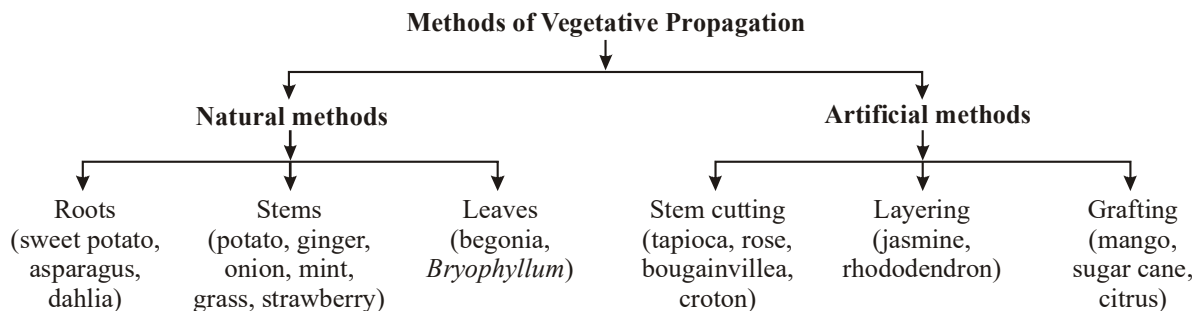 Methods of Vegetative Propagation
Natural methods
Artificial methods
Roots
(sweet potato,
asparagus,
dahlia)
Stems
(potato, ginger,
onion, mint,
grass, strawberry)
Leaves
(begonia,
Bryophyllum)
Stem cutting
(tapioca, rose,
bougainvillea,
croton)
Layering
(jasmine,
rhododendron)
Grafting
(mango,
sugar cane,
citrus)